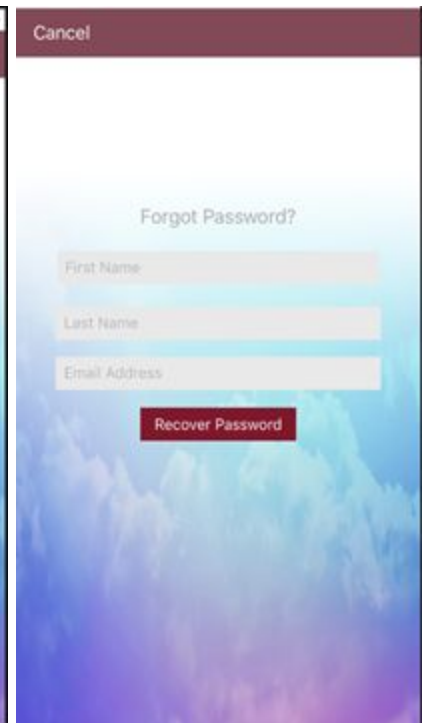 Cancel
Forgot Password?
First Name
Last Name
Email Address
Recover Password